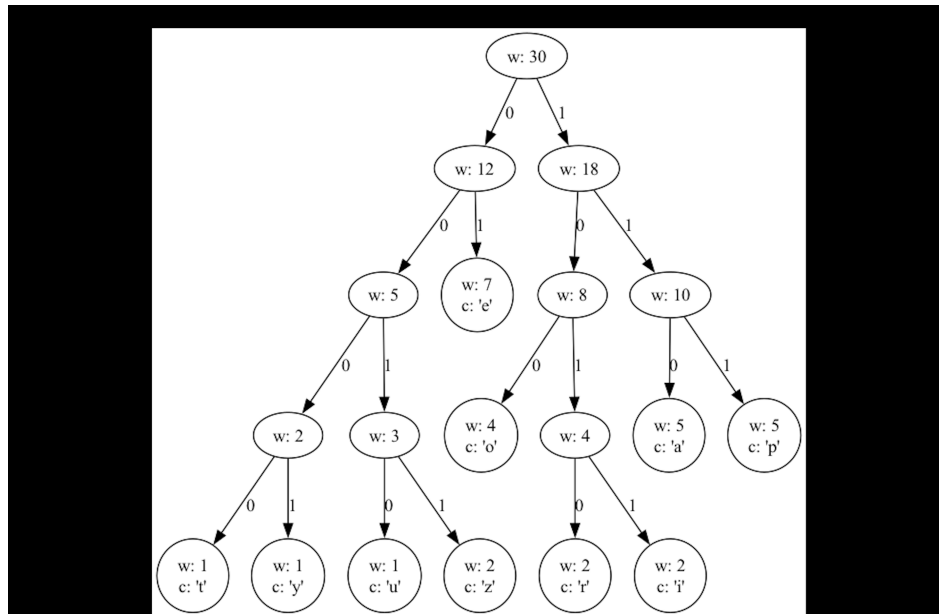 w: 30
0
1
w: 12
w: 18
0
1
0
1
w: 5
w: 7
c: 'e'
w: 8
w: 10
0
1
0
1
0
1
w: 2
w: 3
w: 4
c: 'o'
w: 4
w: 5
c: 'a'
w: 5
c: 'p'
0
1
0
1
0
1
w: 1
c: 't'
w: 1
c: 'y'
w: 1
c: 'u'
w: 2
c: 'z'
w: 2
c: 'r'
w: 2
c: 'i'